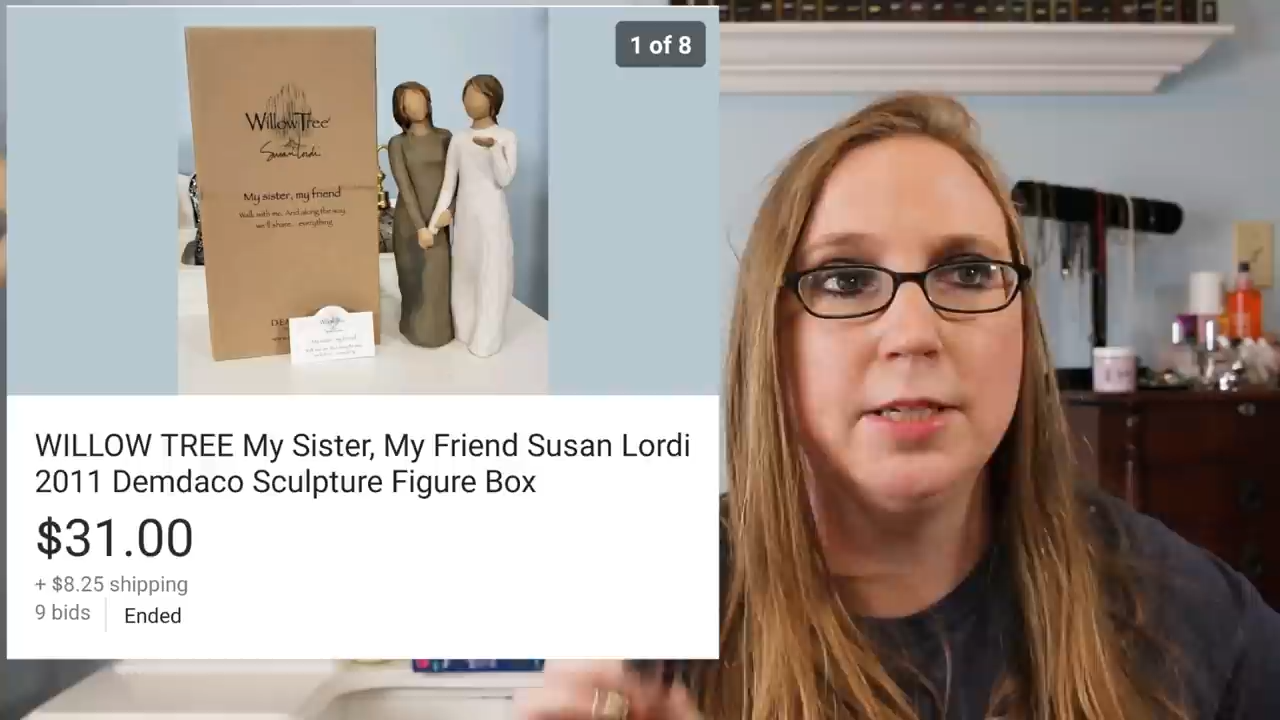 1 of 8
Willow Tree
Susan Lordi
My sister, my friend
Walk with me. And along the way,
we'll share... everything
WILLOW TREE My Sister, My Friend Susan Lordi
2011 Demdaco Sculpture Figure Box
$31.00
+ $8.25 shipping
9 bids
Ended